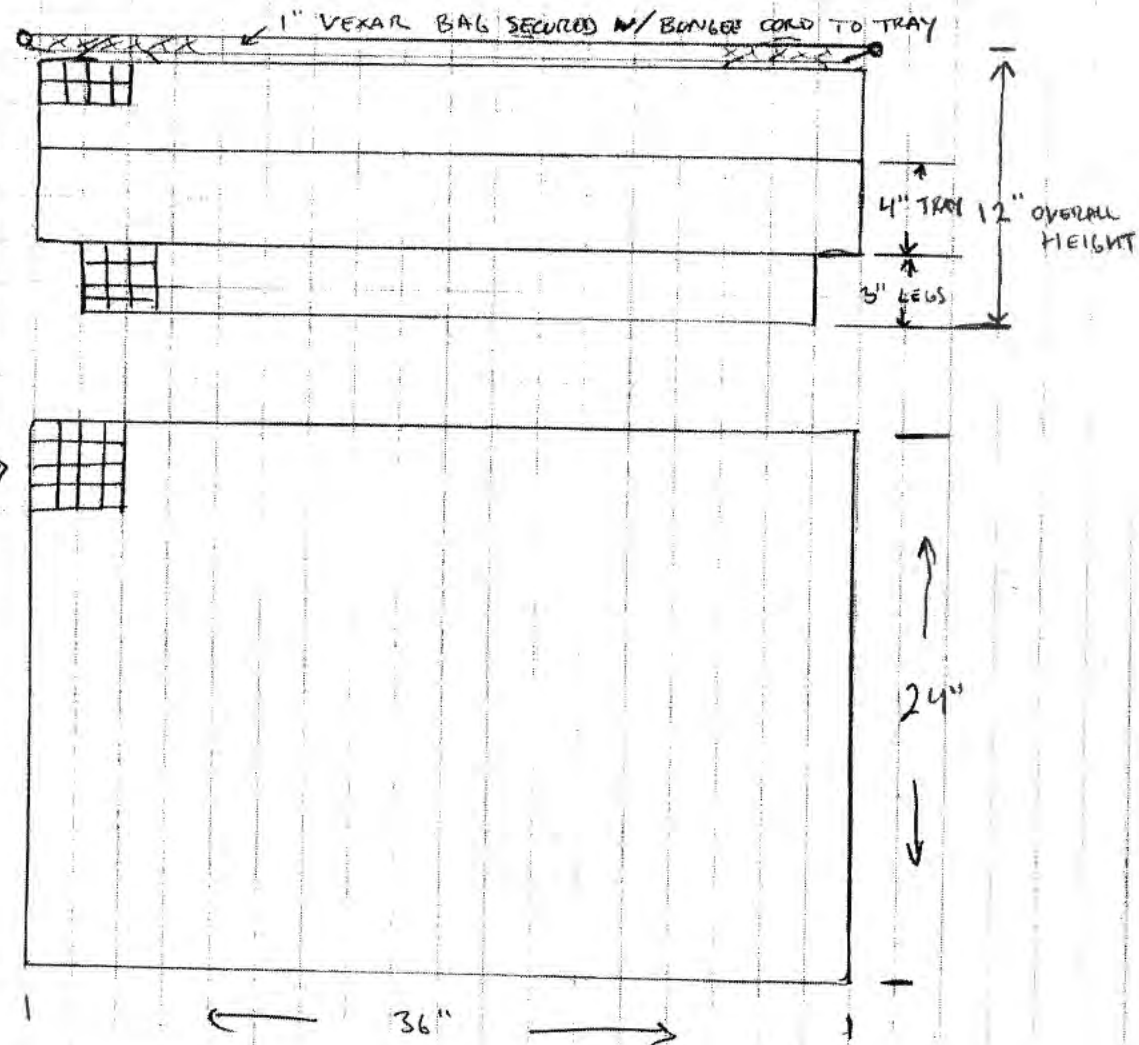 1" VEXAR BAG SECURED W/ BUNGEE CORD TO TRAY
4" TRAY
12" OVERALL
HEIGHT
3" LEGS
24"
36"